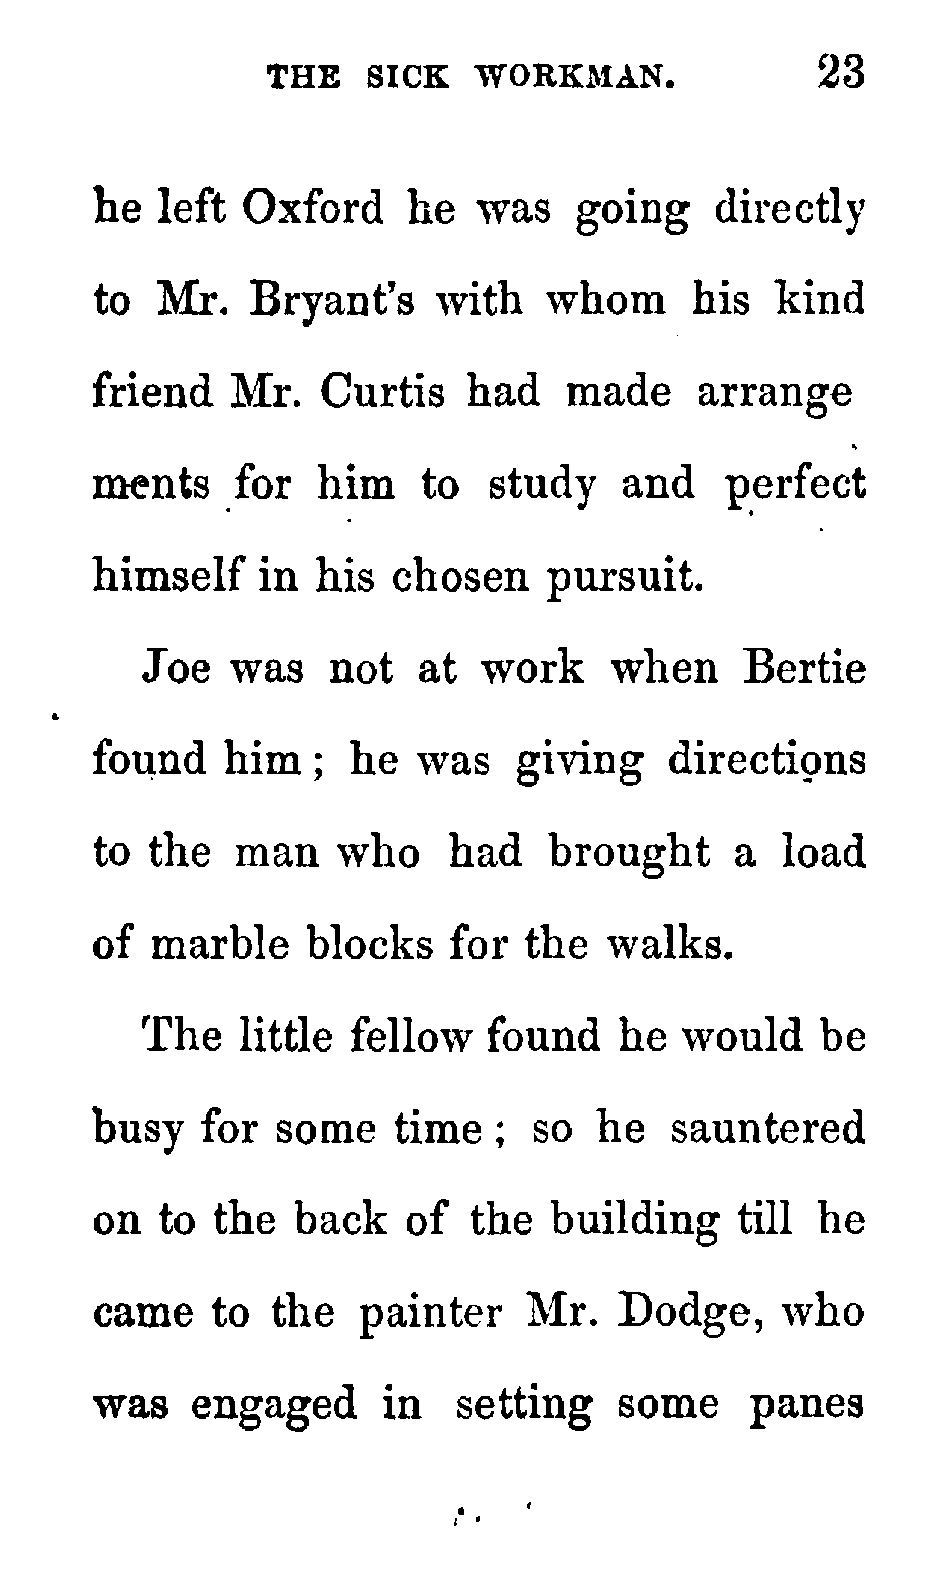 THE SICK WORKMAN. 23
he left Oxford he was going directly
to Mr. Bryant's with whom his kind
friend Mr. Curtis had made arrange
ments for him to study and perfect
himself in his chosen pursuit.
Joe was not at work when Bertie
found him; he was giving directions
to the man who had brought a load
of marble blocks for the walks.
The little fellow found he would be
busy for some time; so he sauntered
on to the back of the building till he
came to the painter Mr. Dodge, who
was engaged in setting some panes